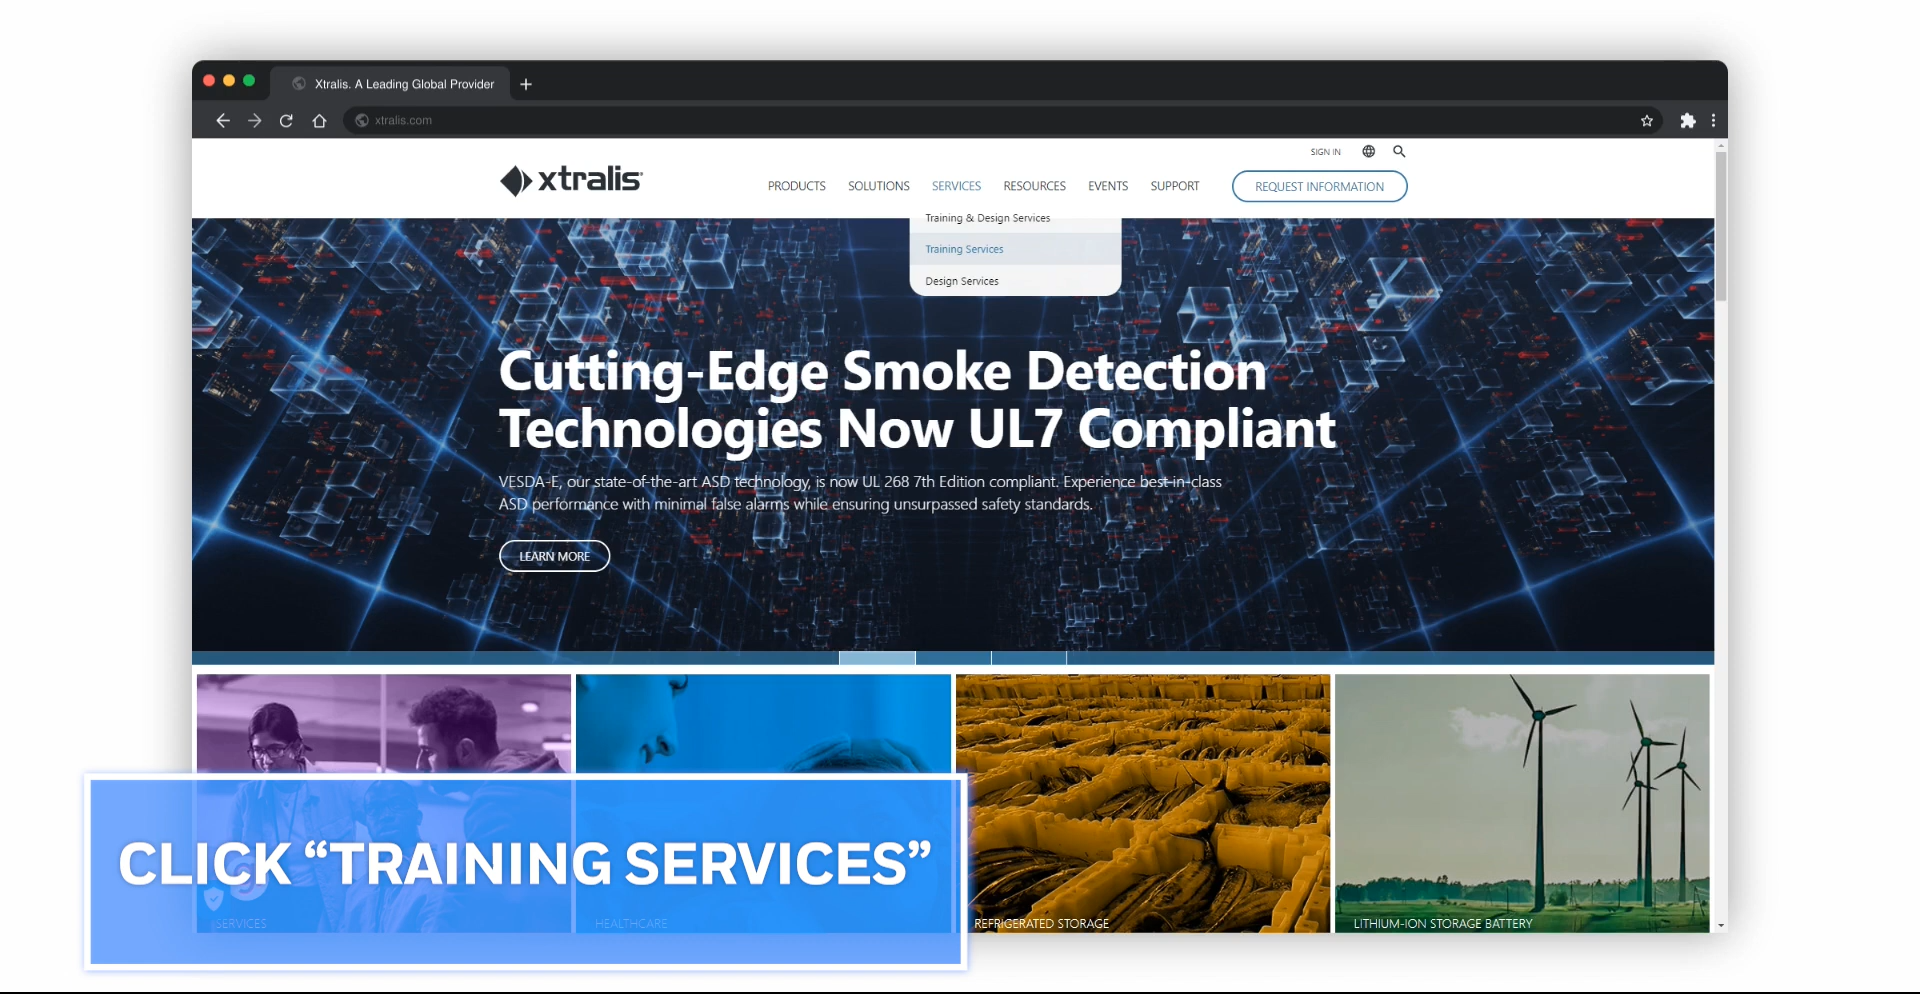 Xtralis. A Leading Global Provider
xtralis.com
SIGN IN
xtralis
PRODUCTS SOLUTIONS SERVICES RESOURCES EVENTS SUPPORT REQUEST INFORMATION
Training & Design Services
Training Services
Design Services
Cutting-Edge Smoke Detection
Technologies Now UL7 Compliant
VESDA-E, our state-of-the-art ASD technology, is now UL 268 7th Edition compliant. Experience best-in-class
ASD performance with minimal false alarms while ensuring unsurpassed safety standards.
LEARN MORE
CLICK “TRAINING SERVICES”
SERVICES
HEALTHCARE
REFRIGERATED STORAGE
LITHIUM-ION STORAGE BATTERY